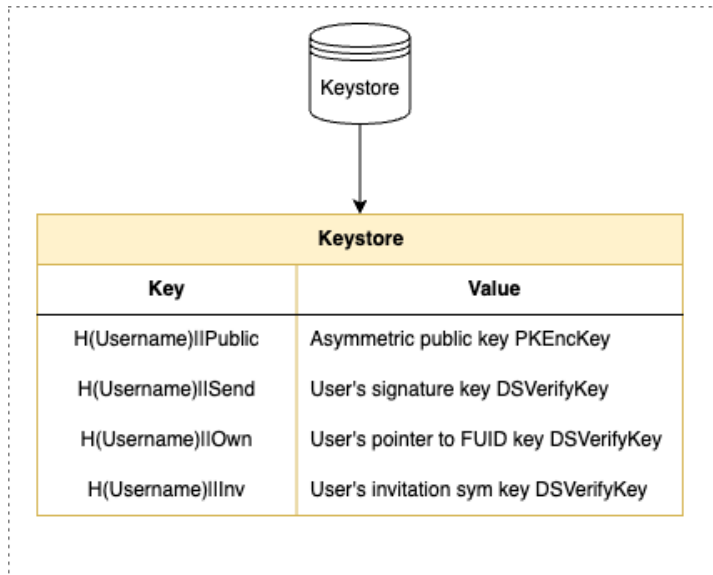 Keystore
Keystore
Key Value
H(Username)||Public Asymmetric public key PKEncKey
H(Username)||Send User's signature key DSVerifyKey
H(Username)||Own User's pointer to FUID key DSVerifyKey
H(Username)||Inv User's invitation sym key DSVerifyKey